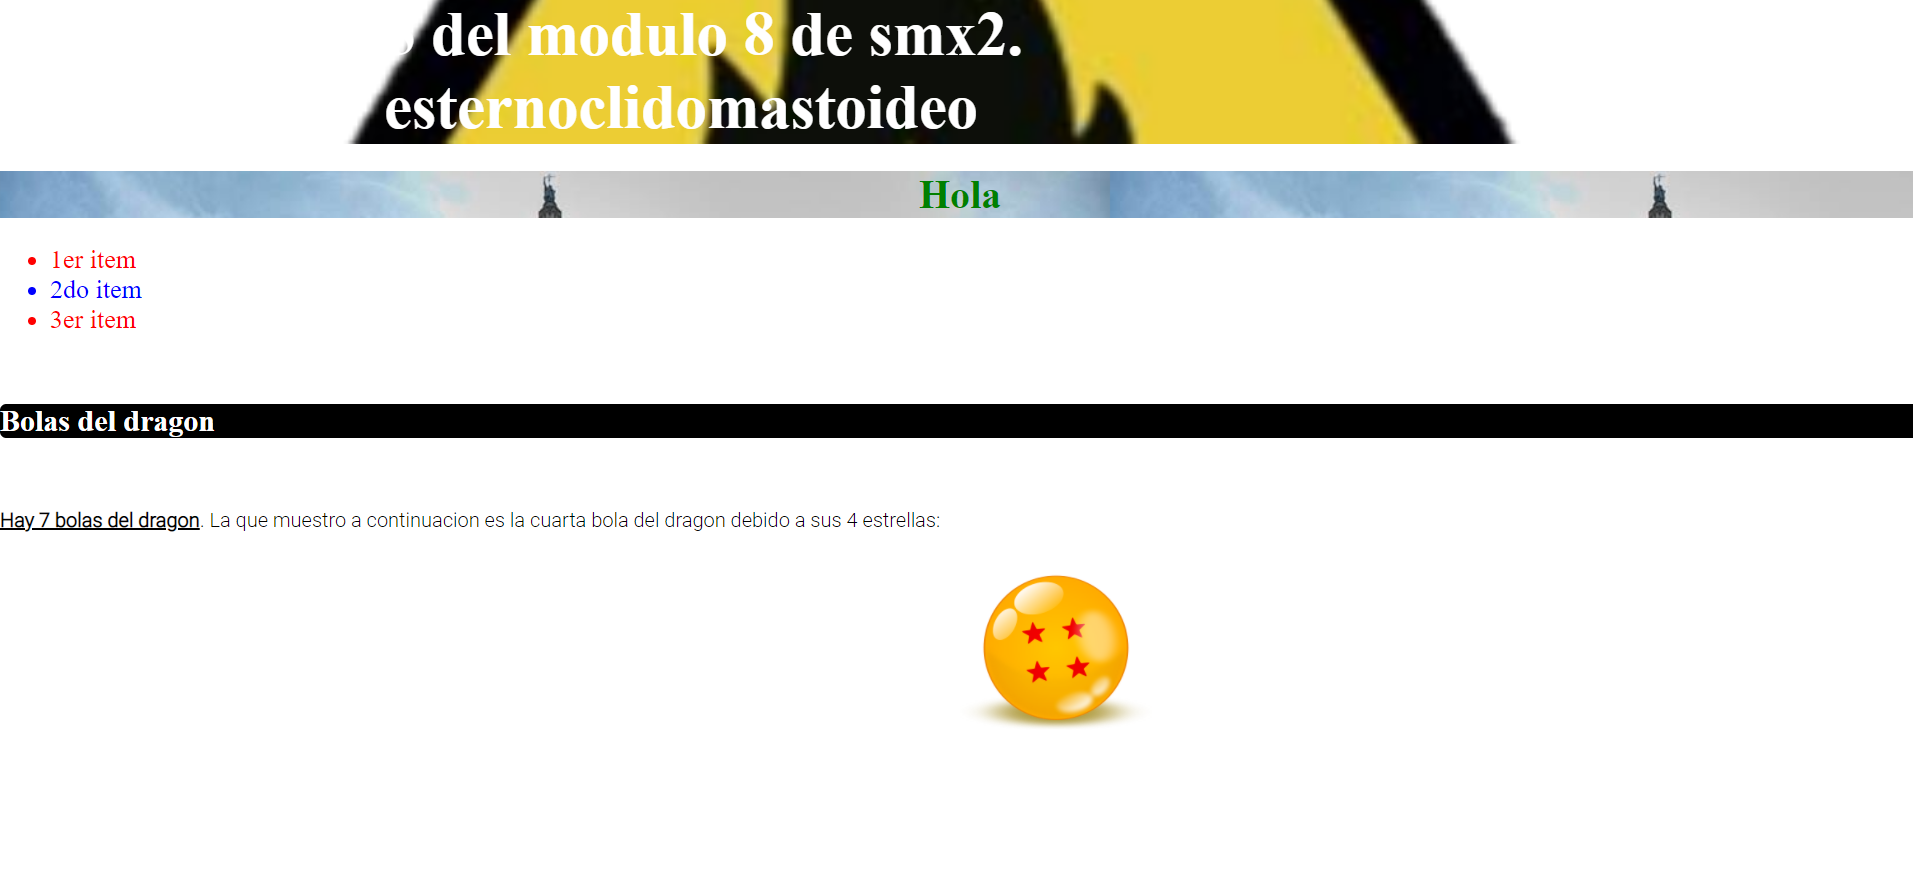 del modulo 8 de smx2.
esternoclidomastoideo
Hola
1er item
2do item
3er item
Bolas del dragon
Hay 7 bolas del dragon. La que muestro a continuacion es la cuarta bola del dragon debido a sus 4 estrellas: